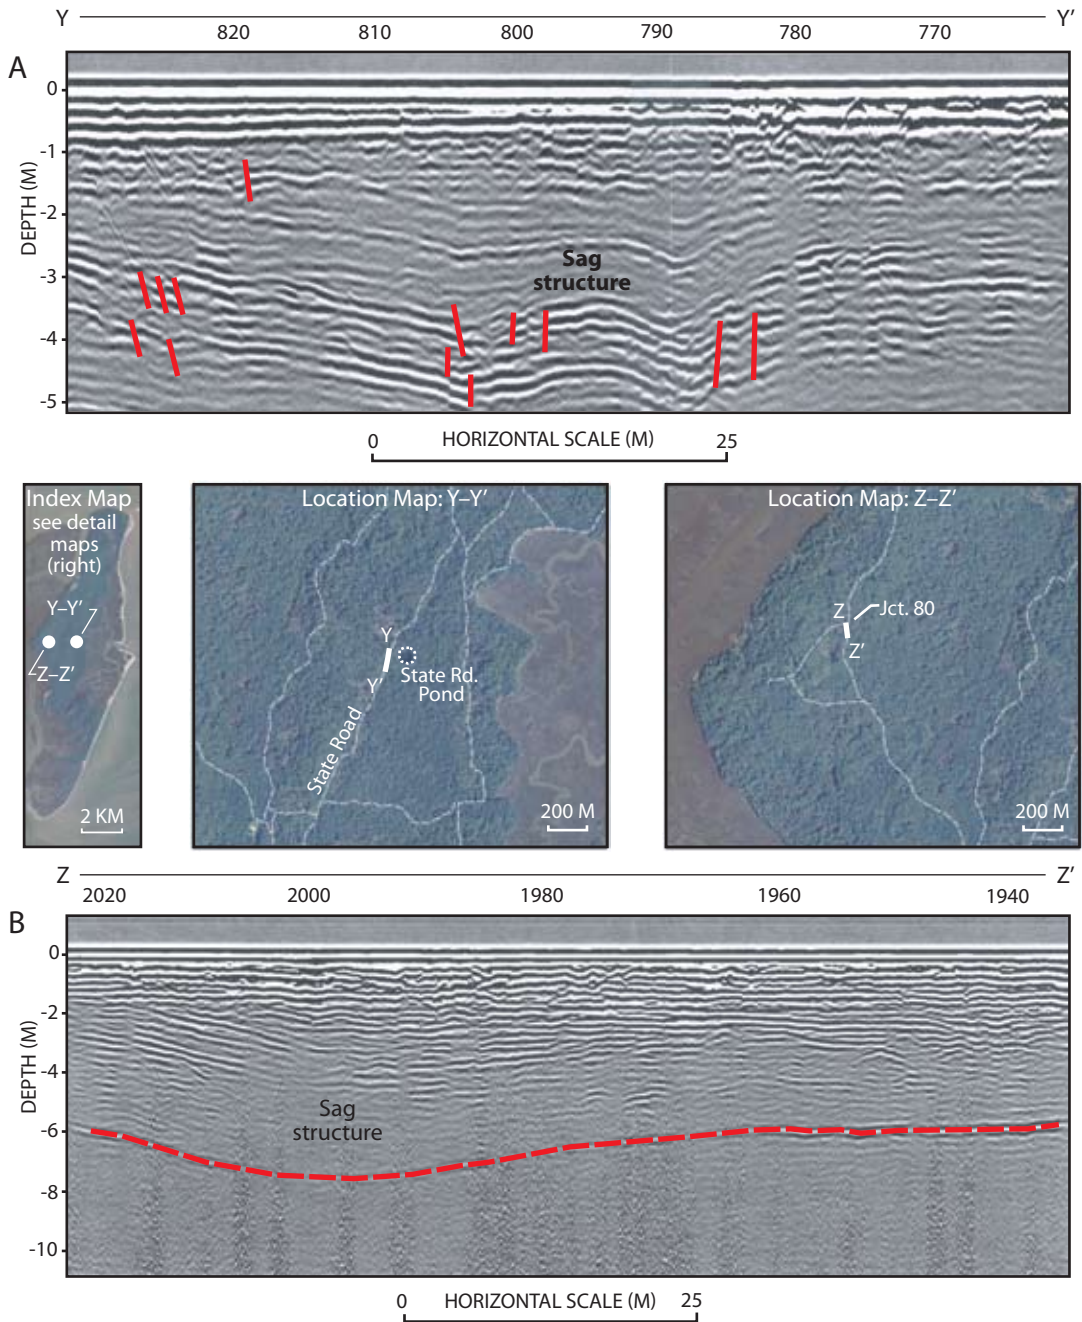 Y Y’
820 810 800 790 780 770
A
0
-1
-2
-3
-4
-5
DEPTH (M)
Sag
structure
0 HORIZONTAL SCALE (M) 25
Index Map
see detail
maps
(right)
Y–Y’
Z–Z’
2 KM
Location Map: Y–Y’
Y
Y’
State Rd.
Pond
State Road
200 M
Location Map: Z–Z’
Z
Jct. 80
Z’
200 M
Z Z’
2020 2000 1980 1960 1940
B
0
-2
-4
-6
-8
-10
DEPTH (M)
Sag
structure
0 HORIZONTAL SCALE (M) 25